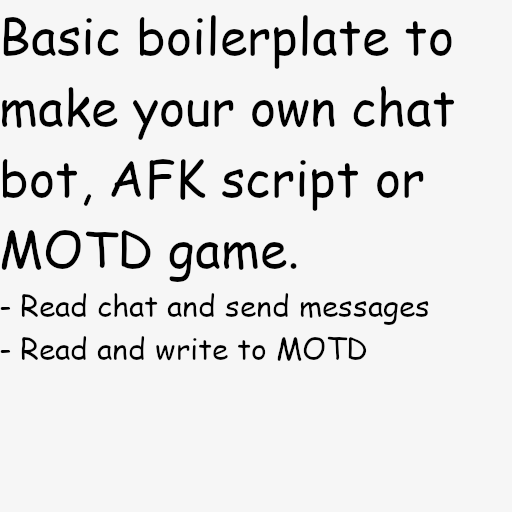 Basic boilerplate to
make your own chat
bot, AFK script or
MOTD game.
- Read chat and send messages
- Read and write to MOTD